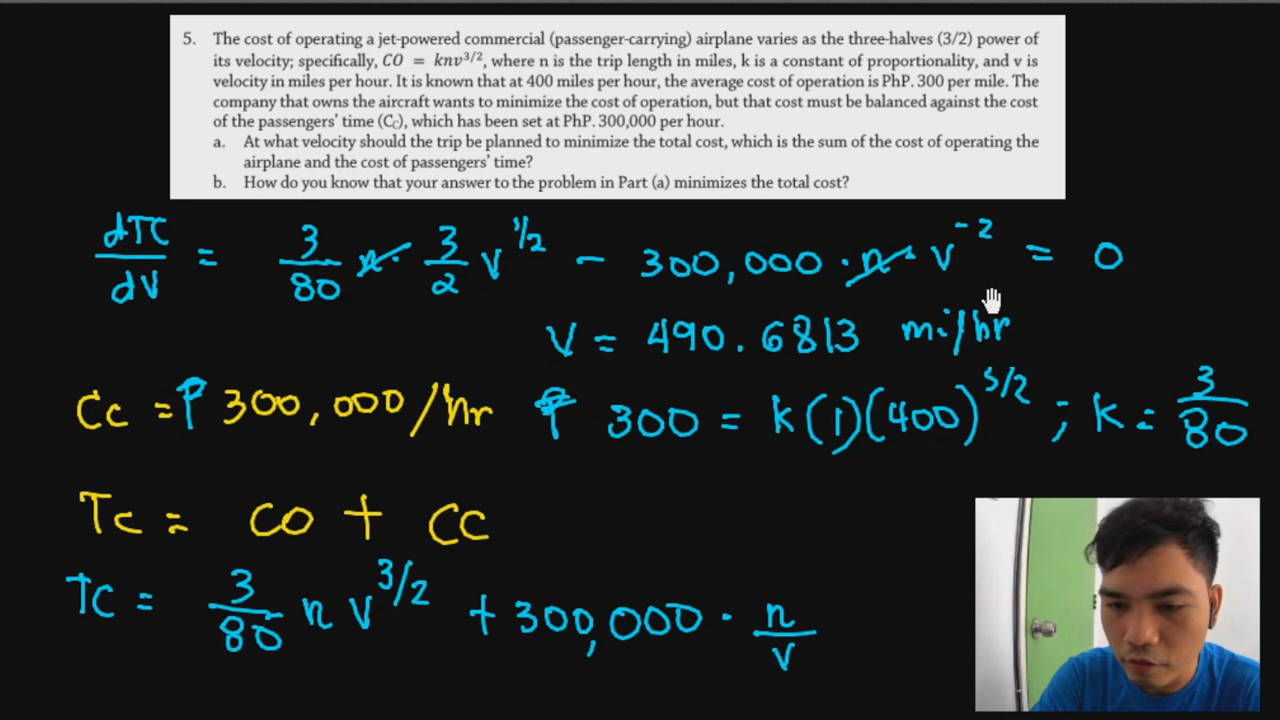 5. The cost of operating a jet-powered commercial (passenger-carrying) airplane varies as the three-halves (3/2) power of
its velocity; specifically, CO = knv^3/2, where n is the trip length in miles, k is a constant of proportionality, and v is
velocity in miles per hour. It is known that at 400 miles per hour, the average cost of operation is PhP. 300 per mile. The
company that owns the aircraft wants to minimize the cost of operation, but that cost must be balanced against the cost
of the passengers' time (C_C), which has been set at PhP. 300,000 per hour.
a. At what velocity should the trip be planned to minimize the total cost, which is the sum of the cost of operating the
airplane and the cost of passengers' time?
b. How do you know that your answer to the problem in Part (a) minimizes the total cost?
dTC/dV = 3/80 n · 3/2 v^1/2 - 300,000 · n · v^-2 = 0
V = 490.6813 mi/hr
Cc = ₱ 300,000/hr
₱ 300 = k(1)(400)^3/2 ; k = 3/80
Tc = CO + CC
TC = 3/80 n v^3/2 + 300,000 · n/v